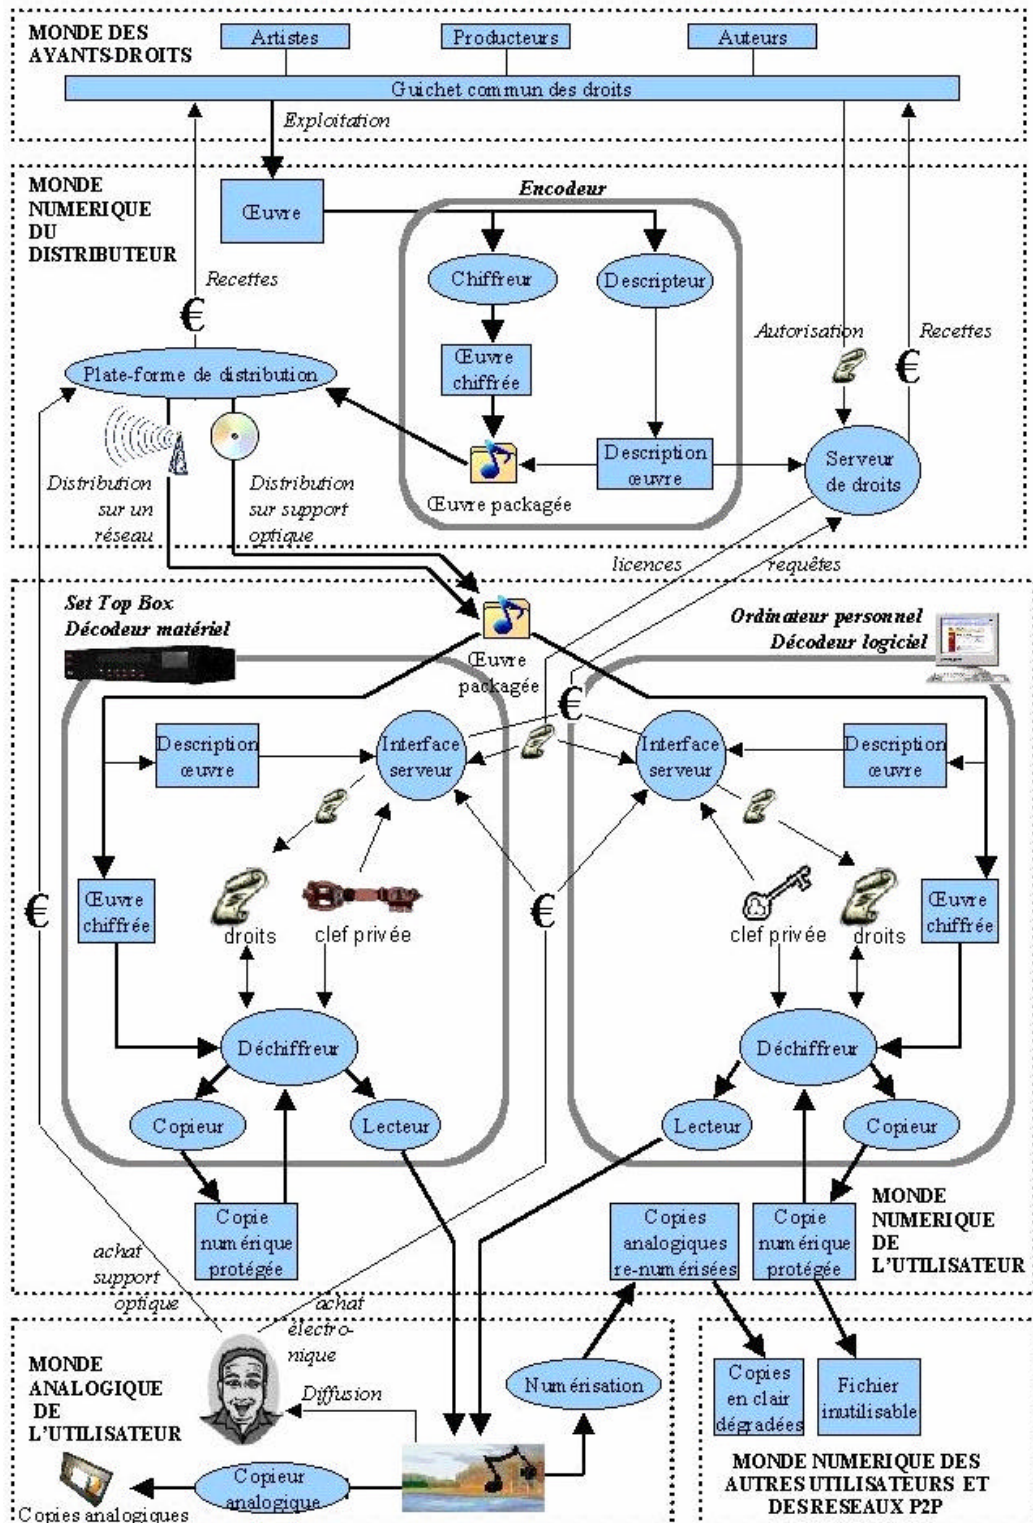 MONDE DES
AYANTS-DROITS
Artistes
Producteurs
Auteurs
Guichet commun des droits
Exploitation
MONDE
NUMERIQUE
DU
DISTRIBUTEUR
Œuvre
Encodeur
Chiffreur
Descripteur
Recettes
€
Autorisation
Recettes
€
Œuvre
chiffrée
Plate-forme de distribution
Description
œuvre
Serveur
de droits
Œuvre packagée
Distribution
sur un
réseau
Distribution
sur support
optique
licences
requêtes
Set Top Box
Décodeur matériel
Ordinateur personnel
Décodeur logiciel
Œuvre
packagée
€
Description
œuvre
Interface
serveur
Interface
serveur
Description
œuvre
€
Œuvre
chiffrée
droits
clef privée
€
clef privée
droits
Œuvre
chiffrée
Déchiffreur
Déchiffreur
Copieur
Lecteur
Lecteur
Copieur
Copie
numérique
protégée
Copies
analogiques
re-numérisées
Copie
numérique
protégée
MONDE
NUMERIQUE
DE
L'UTILISATEUR
achat
support
optique
achat
électro-
nique
MONDE
ANALOGIQUE
DE
L'UTILISATEUR
Diffusion
Numérisation
Copies
en clair
dégradées
Fichier
inutilisable
Copieur
analogique
Copies analogiques
MONDE NUMERIQUE DES
AUTRES UTILISATEURS ET
DES RESEAUX P2P